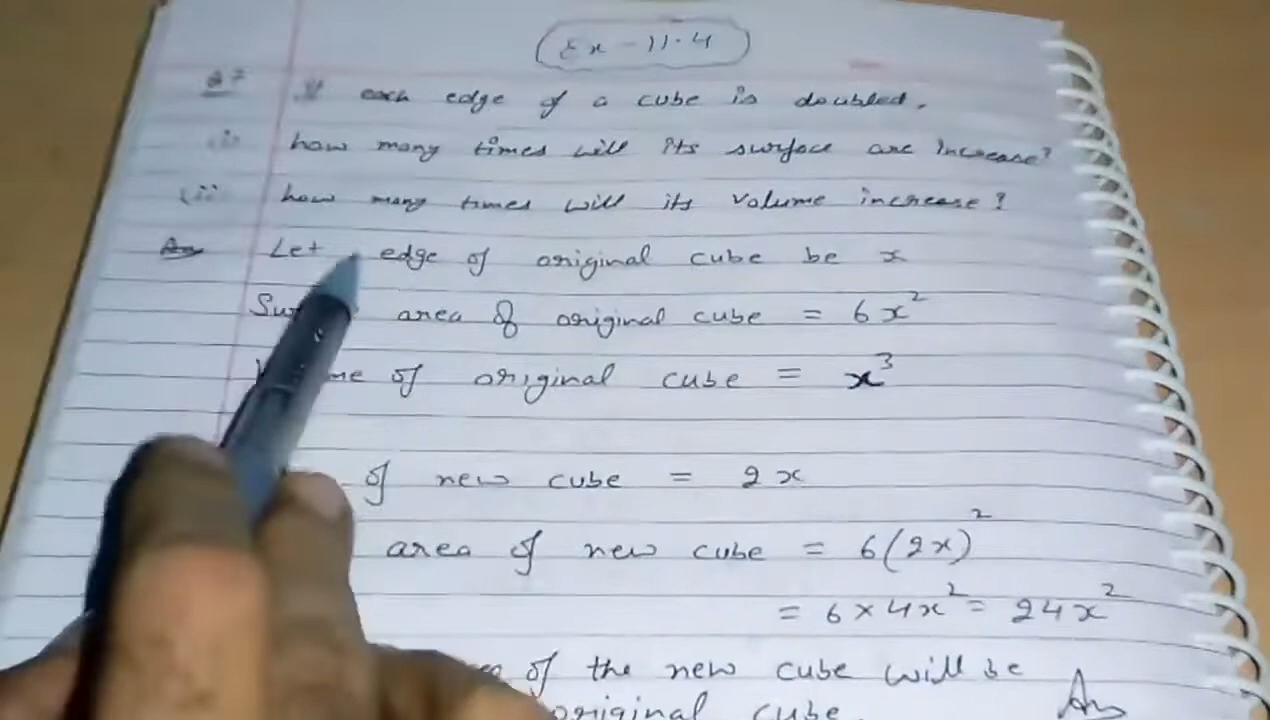 Ex - 11.4
If each edge of a cube is doubled.
(i) how many times will its surface are increase?
(ii how many times will its volume increase?
Ans Let edge of original cube be x
area of original cube = 6x²
of original cube = x³
of new cube = 2x
area of new cube = 6(2x)²
= 6 × 4x² = 24x²
of the new cube will be
original cube. Ans